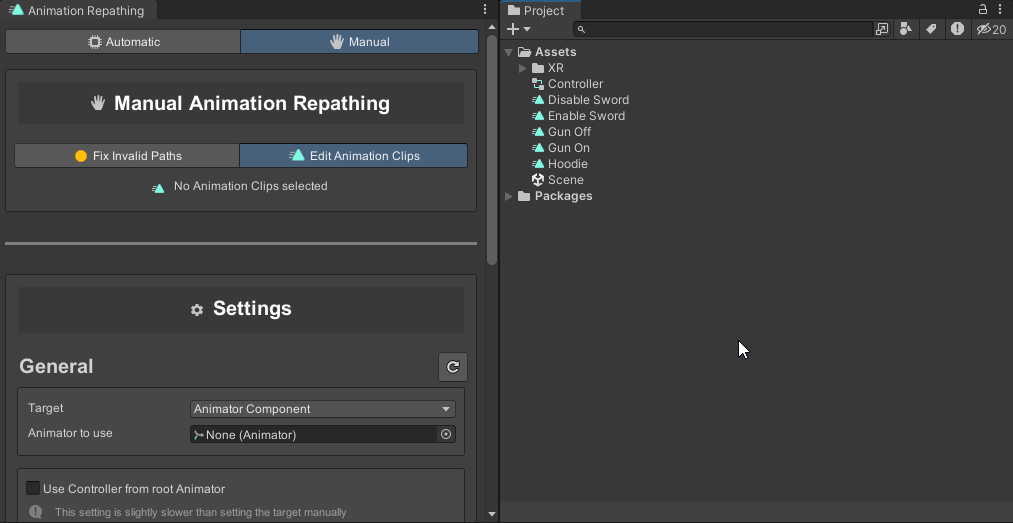 Animation Repathing
Automatic
Manual
Manual Animation Repathing
Fix Invalid Paths
Edit Animation Clips
No Animation Clips selected
Settings
General
Target
Animator Component
Animator to use
None (Animator)
Use Controller from root Animator
This setting is slightly slower than setting the target manually
Project
20
Assets
XR
Controller
Disable Sword
Enable Sword
Gun Off
Gun On
Hoodie
Scene
Packages